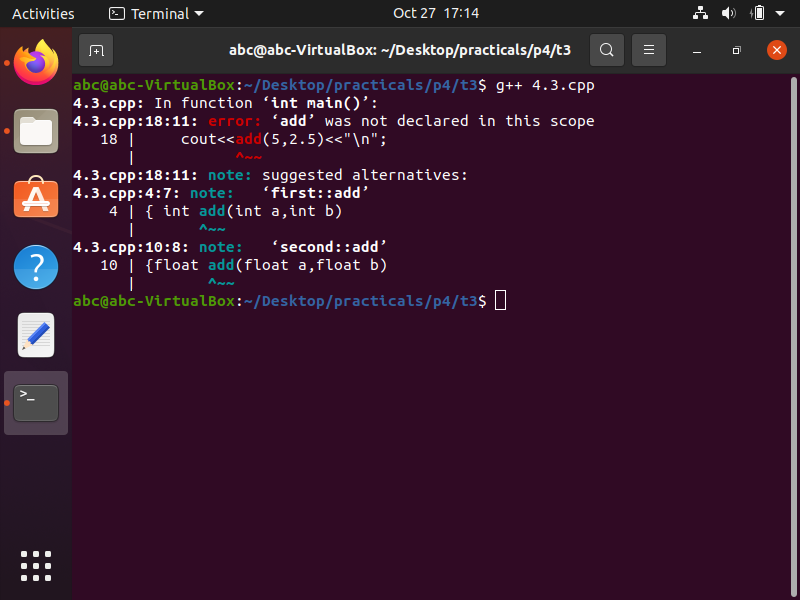 Activities
Terminal
Oct 27 17:14
abc@abc-VirtualBox: ~/Desktop/practicals/p4/t3
abc@abc-VirtualBox:~/Desktop/practicals/p4/t3$ g++ 4.3.cpp
4.3.cpp: In function ‘int main()’:
4.3.cpp:18:11: error: ‘add’ was not declared in this scope
   18 |     cout<<add(5,2.5)<<"\n";
      |           ^~~
4.3.cpp:18:11: note: suggested alternatives:
4.3.cpp:4:7: note:   ‘first::add’
    4 | { int add(int a,int b)
      |       ^~~
4.3.cpp:10:8: note:   ‘second::add’
   10 | {float add(float a,float b)
      |        ^~~
abc@abc-VirtualBox:~/Desktop/practicals/p4/t3$